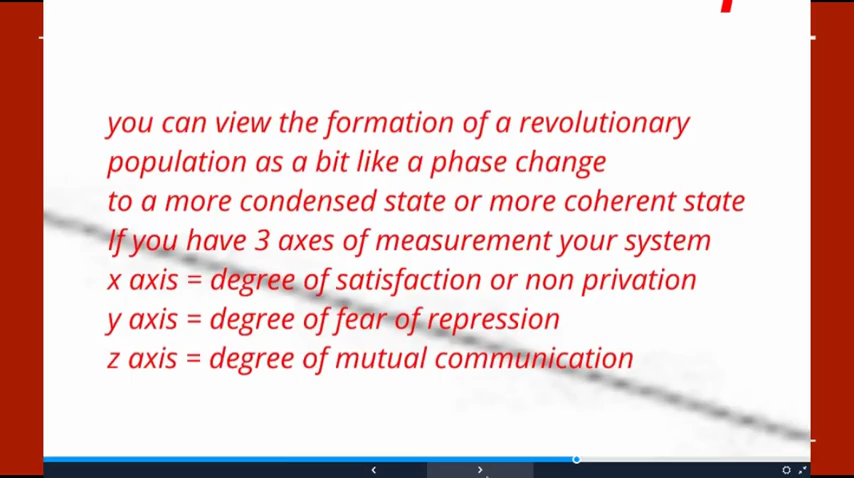 you can view the formation of a revolutionary
population as a bit like a phase change
to a more condensed state or more coherent state
If you have 3 axes of measurement your system
x axis = degree of satisfaction or non privation
y axis = degree of fear of repression
z axis = degree of mutual communication